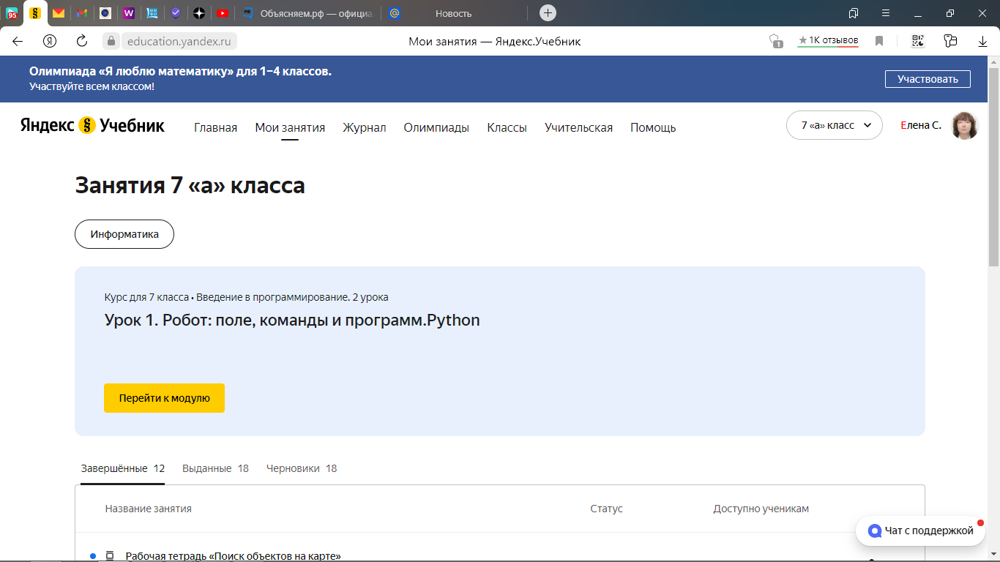 95
Объясняем.рф — официа
Новость
education.yandex.ru
Мои занятия — Яндекс.Учебник
1
★ 1К отзывов
Олимпиада «Я люблю математику» для 1–4 классов.
Участвуйте всем классом!
Участвовать
Яндекс § Учебник
Главная
Мои занятия
Журнал
Олимпиады
Классы
Учительская
Помощь
7 «а» класс
Елена С.
Занятия 7 «а» класса
Информатика
Курс для 7 класса • Введение в программирование. 2 урока
Урок 1. Робот: поле, команды и программ.Python
Перейти к модулю
Завершённые 12
Выданные 18
Черновики 18
Название занятия
Статус
Доступно ученикам
Чат с поддержкой
Рабочая тетрадь «Поиск объектов на карте»